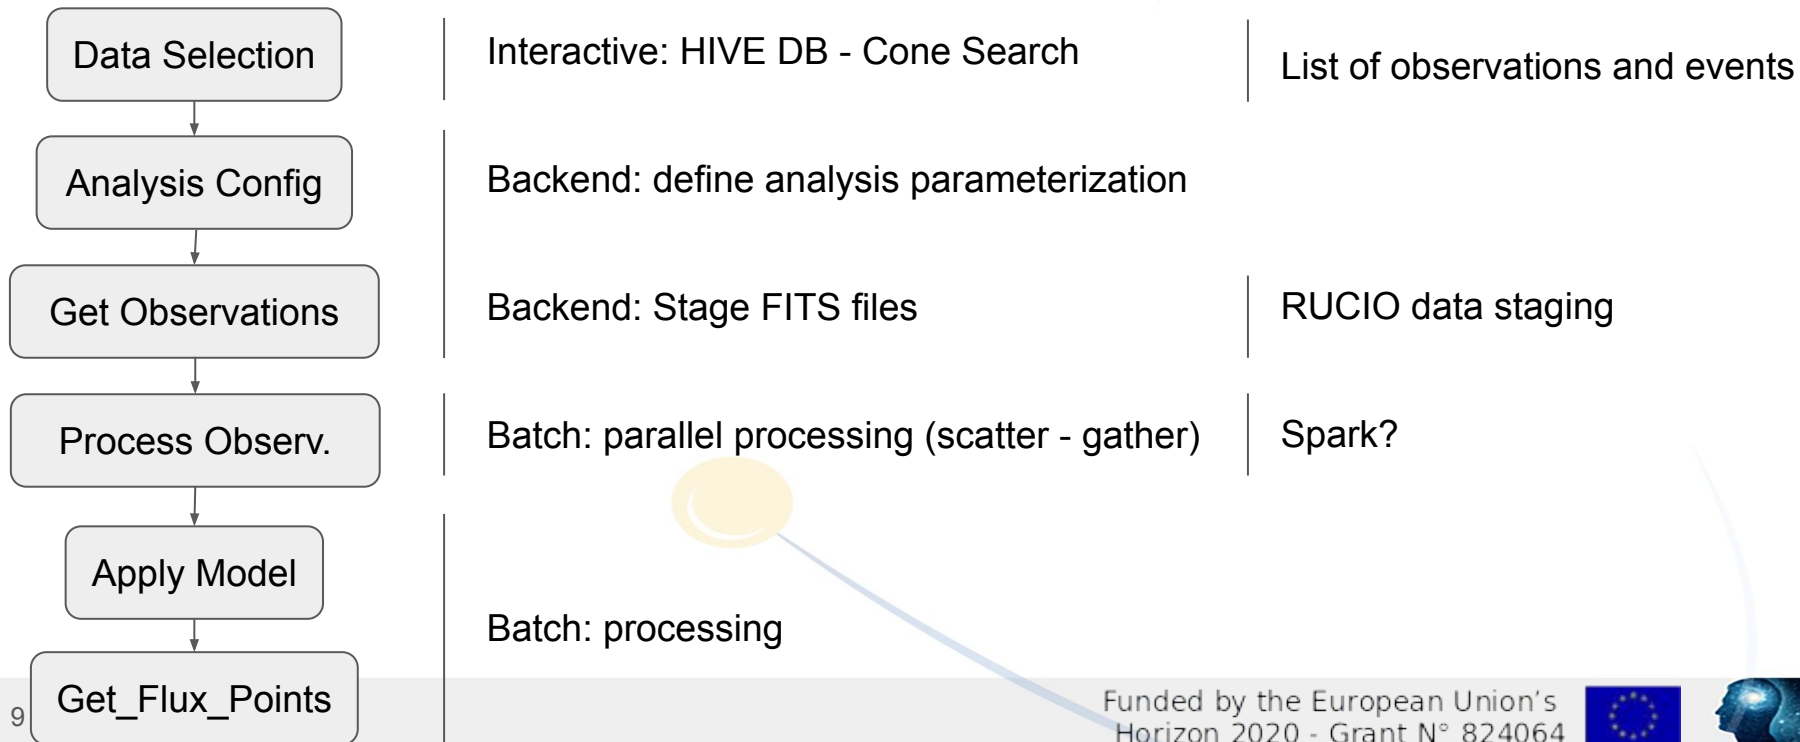 Data Selection
Interactive: HIVE DB - Cone Search
List of observations and events
Analysis Config
Backend: define analysis parameterization
Get Observations
Backend: Stage FITS files
RUCIO data staging
Process Observ.
Batch: parallel processing (scatter - gather)
Spark?
Apply Model
Batch: processing
Get_Flux_Points
9
Funded by the European Union's
Horizon 2020 - Grant N° 824064